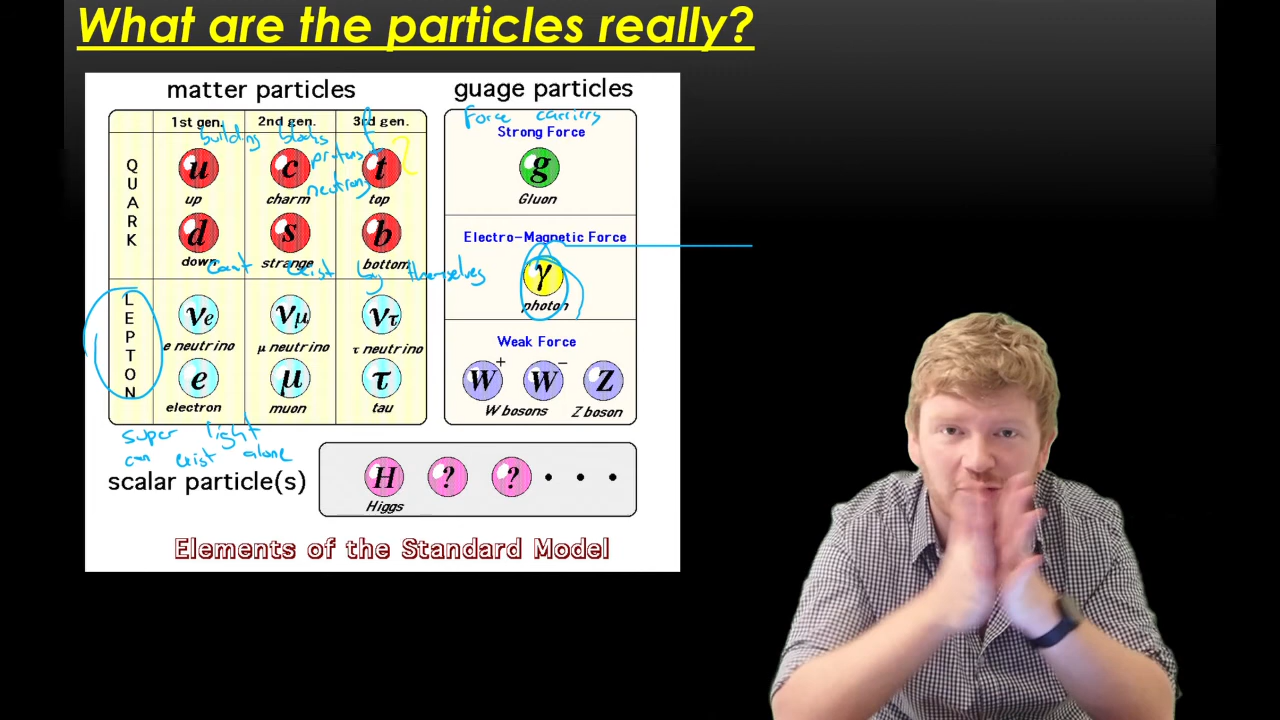 What are the particles really?
matter particles
guage particles
1st gen. 2nd gen. 3rd gen.
Force carriers
building blocks
Strong Force
QUARK
u c t
protons
neutrons
g
up charm top
Gluon
d s b
Electro-Magnetic Force
down strange bottom
can't exist by themselves
γ
photon
LEPTON
νe νμ ντ
e neutrino μ neutrino τ neutrino
Weak Force
e μ τ
W+ W− Z
electron muon tau
W bosons Z boson
super light
can exist alone
scalar particle(s)
H ? ? • • •
Higgs
Elements of the Standard Model